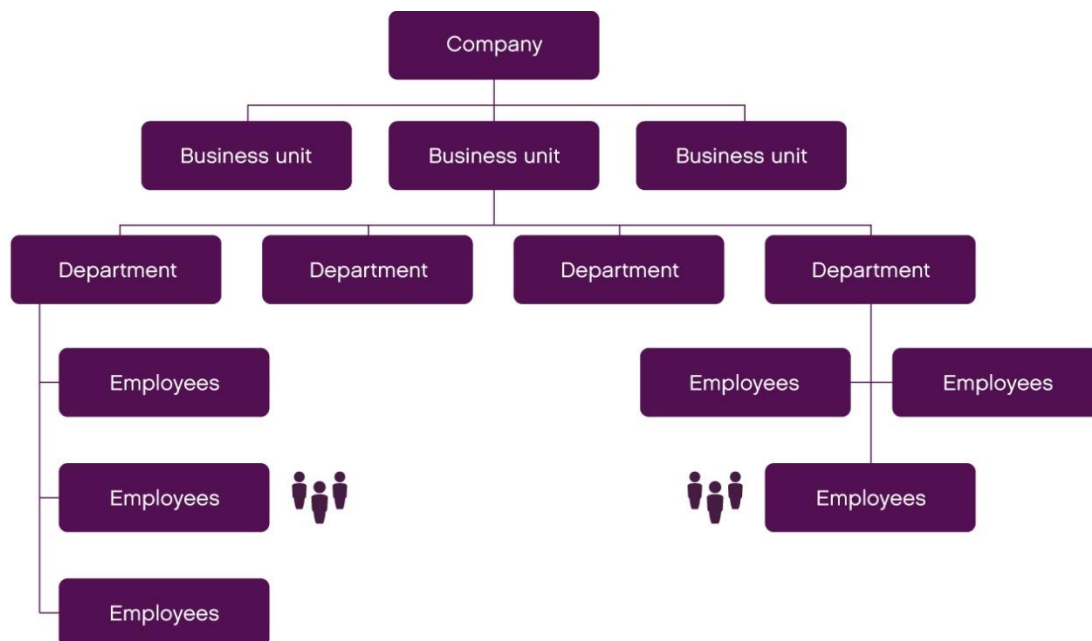 Company
Business unit
Business unit
Business unit
Department
Department
Department
Department
Employees
Employees
Employees
Employees
Employees
Employees